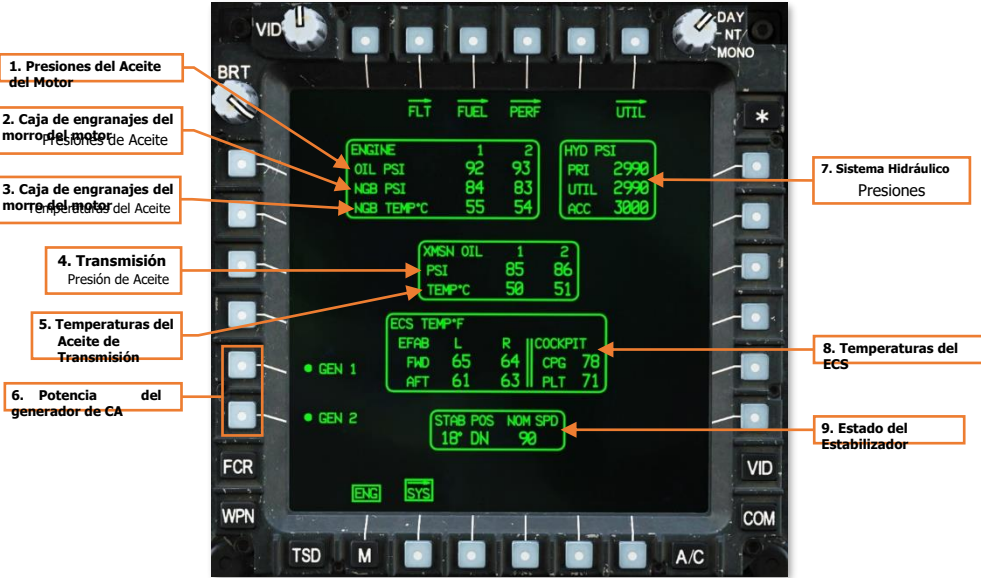 VID
DAY
NT
MONO
BRT
*
FLT FUEL PERF UTIL
1. Presiones del Aceite
del Motor
2. Caja de engranajes del
morro del motor
Presiones de Aceite
3. Caja de engranajes del
morro del motor
Temperaturas del Aceite
4. Transmisión
Presión de Aceite
5. Temperaturas del
Aceite de
Transmisión
6. Potencia del
generador de CA
ENGINE 1 2
OIL PSI 92 93
NGB PSI 84 83
NGB TEMP°C 55 54
HYD PSI
PRI 2990
UTIL 2990
ACC 3000
XMSN OIL 1 2
PSI 85 86
TEMP°C 50 51
ECS TEMP°F
EFAB L R COCKPIT
FWD 65 64 CPG 78
AFT 61 63 PLT 71
GEN 1
GEN 2
STAB POS NOM SPD
18° DN 90
7. Sistema Hidráulico
Presiones
8. Temperaturas del
ECS
9. Estado del
Estabilizador
FCR
VID
ENG SYS
WPN
COM
TSD M A/C